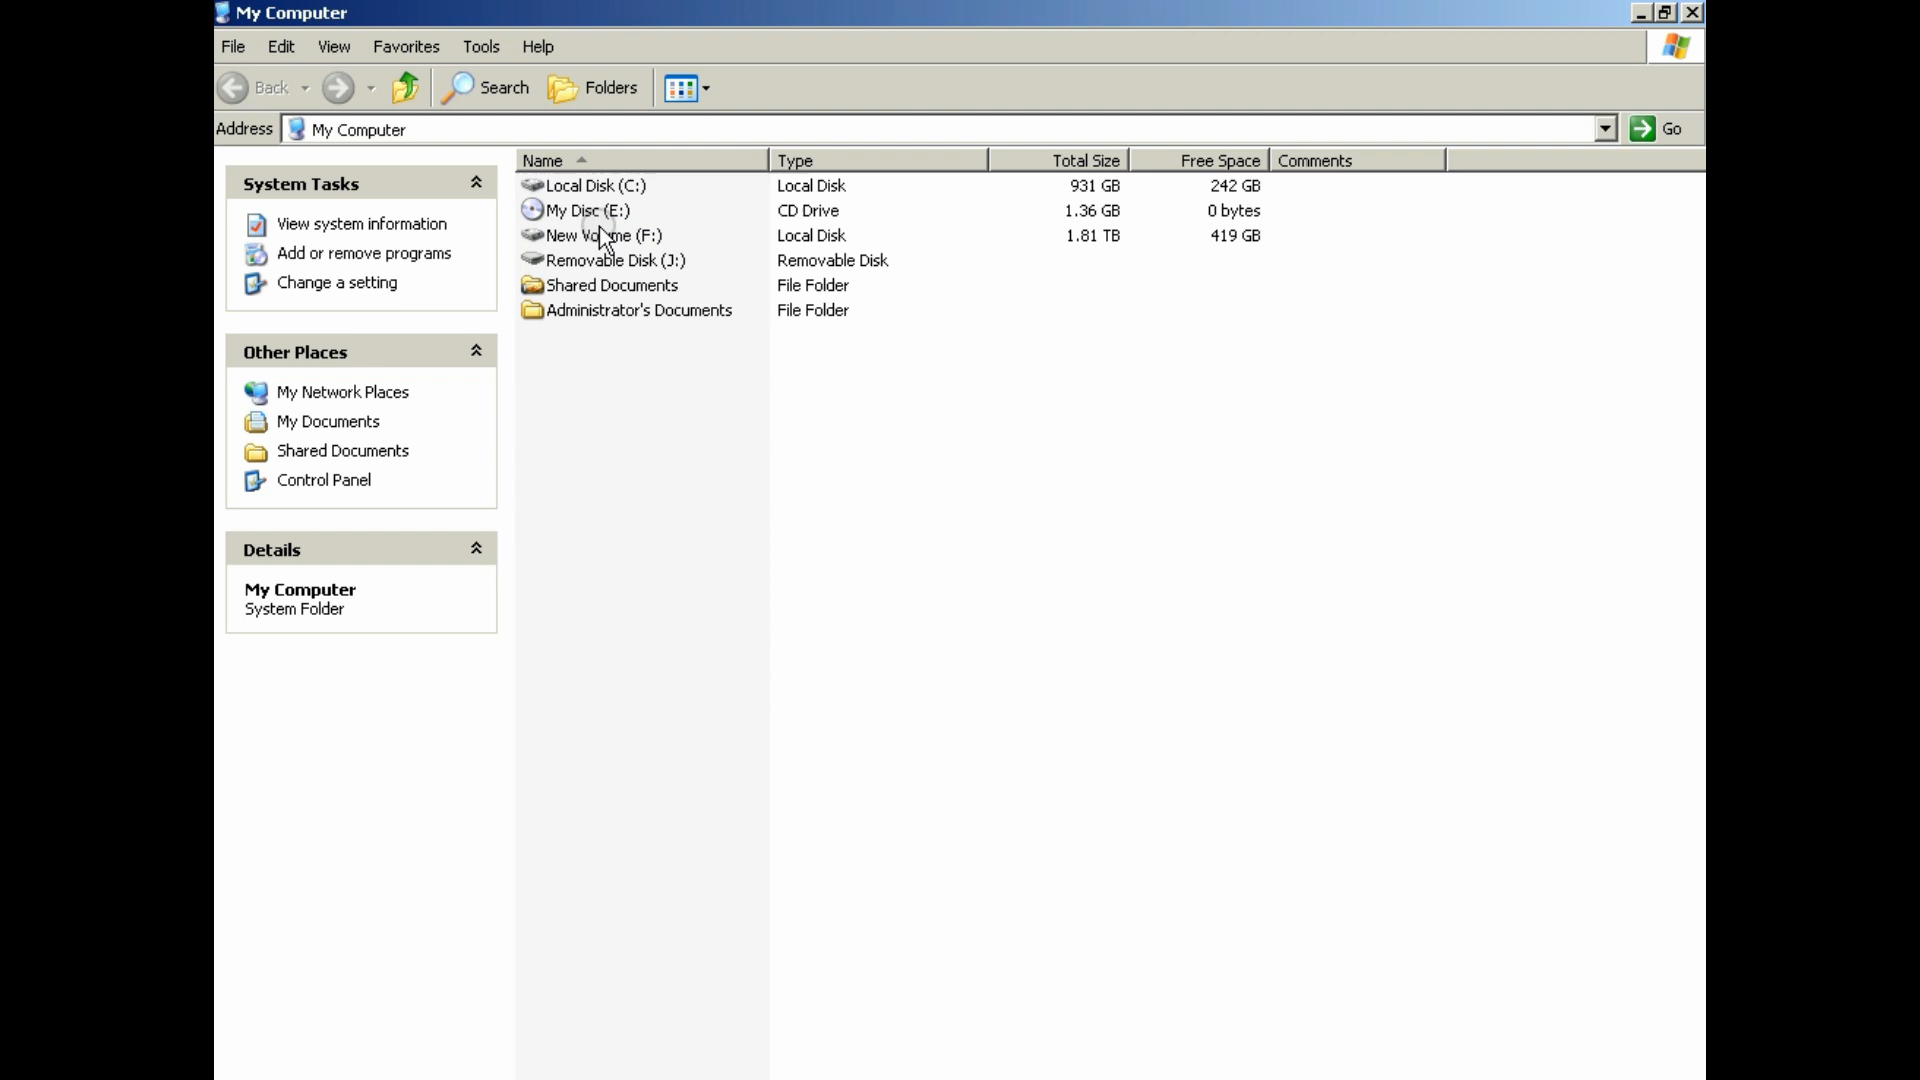 My Computer
File Edit View Favorites Tools Help
Back Search Folders
Address My Computer Go
System Tasks
View system information
Add or remove programs
Change a setting
Other Places
My Network Places
My Documents
Shared Documents
Control Panel
Details
My Computer
System Folder
Name Type Total Size Free Space Comments
Local Disk (C:) Local Disk 931 GB 242 GB
My Disc (E:) CD Drive 1.36 GB 0 bytes
New Volume (F:) Local Disk 1.81 TB 419 GB
Removable Disk (J:) Removable Disk
Shared Documents File Folder
Administrator's Documents File Folder